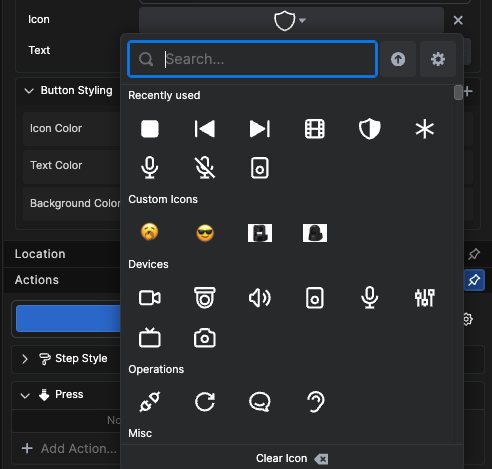 Icon
Text
Search...
Button Styling
Recently used
Icon Color
Text Color
Background Color
Custom Icons
Location
Devices
Actions
Step Style
Operations
Press
No
Misc
Add Action...
Clear Icon